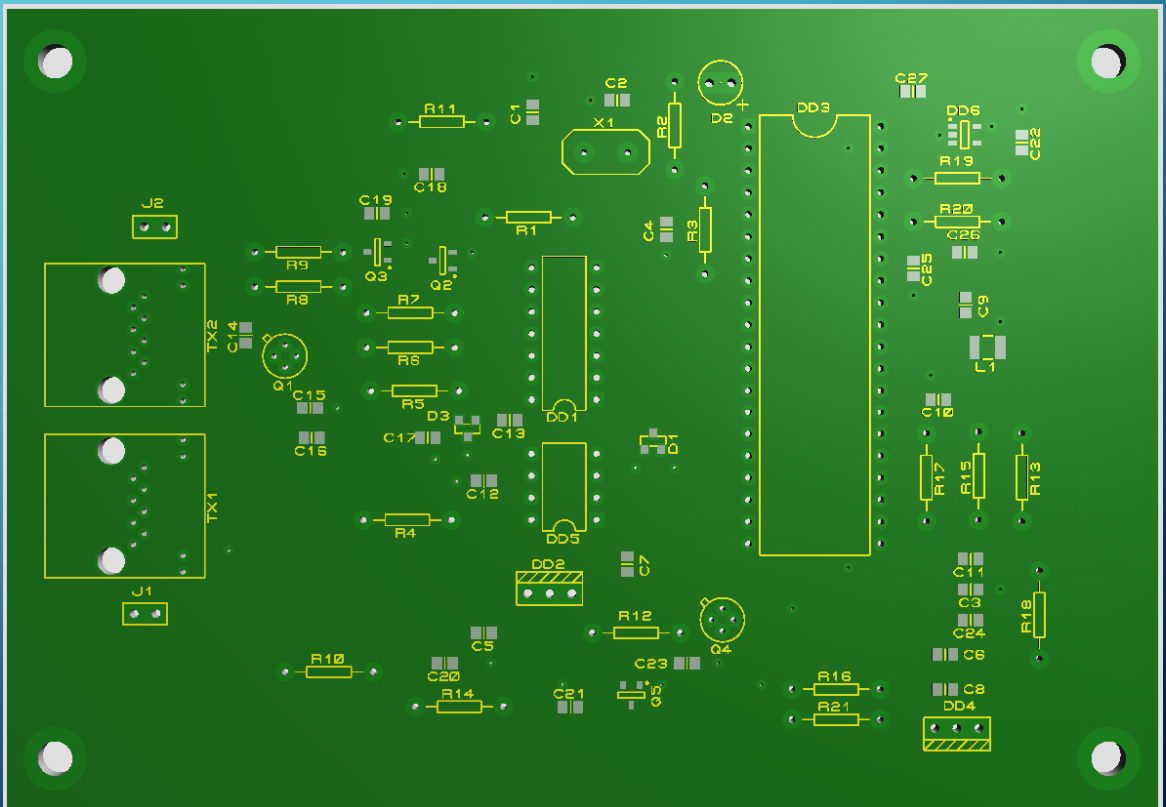 C27
C2
R11
C1
X1
R2
D2
+
DD3
DD6
C22
R19
C18
C19
J2
R1
C4
R3
R20
C26
R9
Q3
Q2
C25
R8
R7
C9
TX2
C14
R6
L1
Q1
C15
R5
D3
C17
C13
DD1
C10
C16
D1
R17
R15
R13
C12
TX1
R4
DD5
DD2
C7
C11
J1
C3
R12
R18
C24
C5
Q4
R10
C20
C23
C6
R14
C21
Q5
R16
C8
R21
DD4